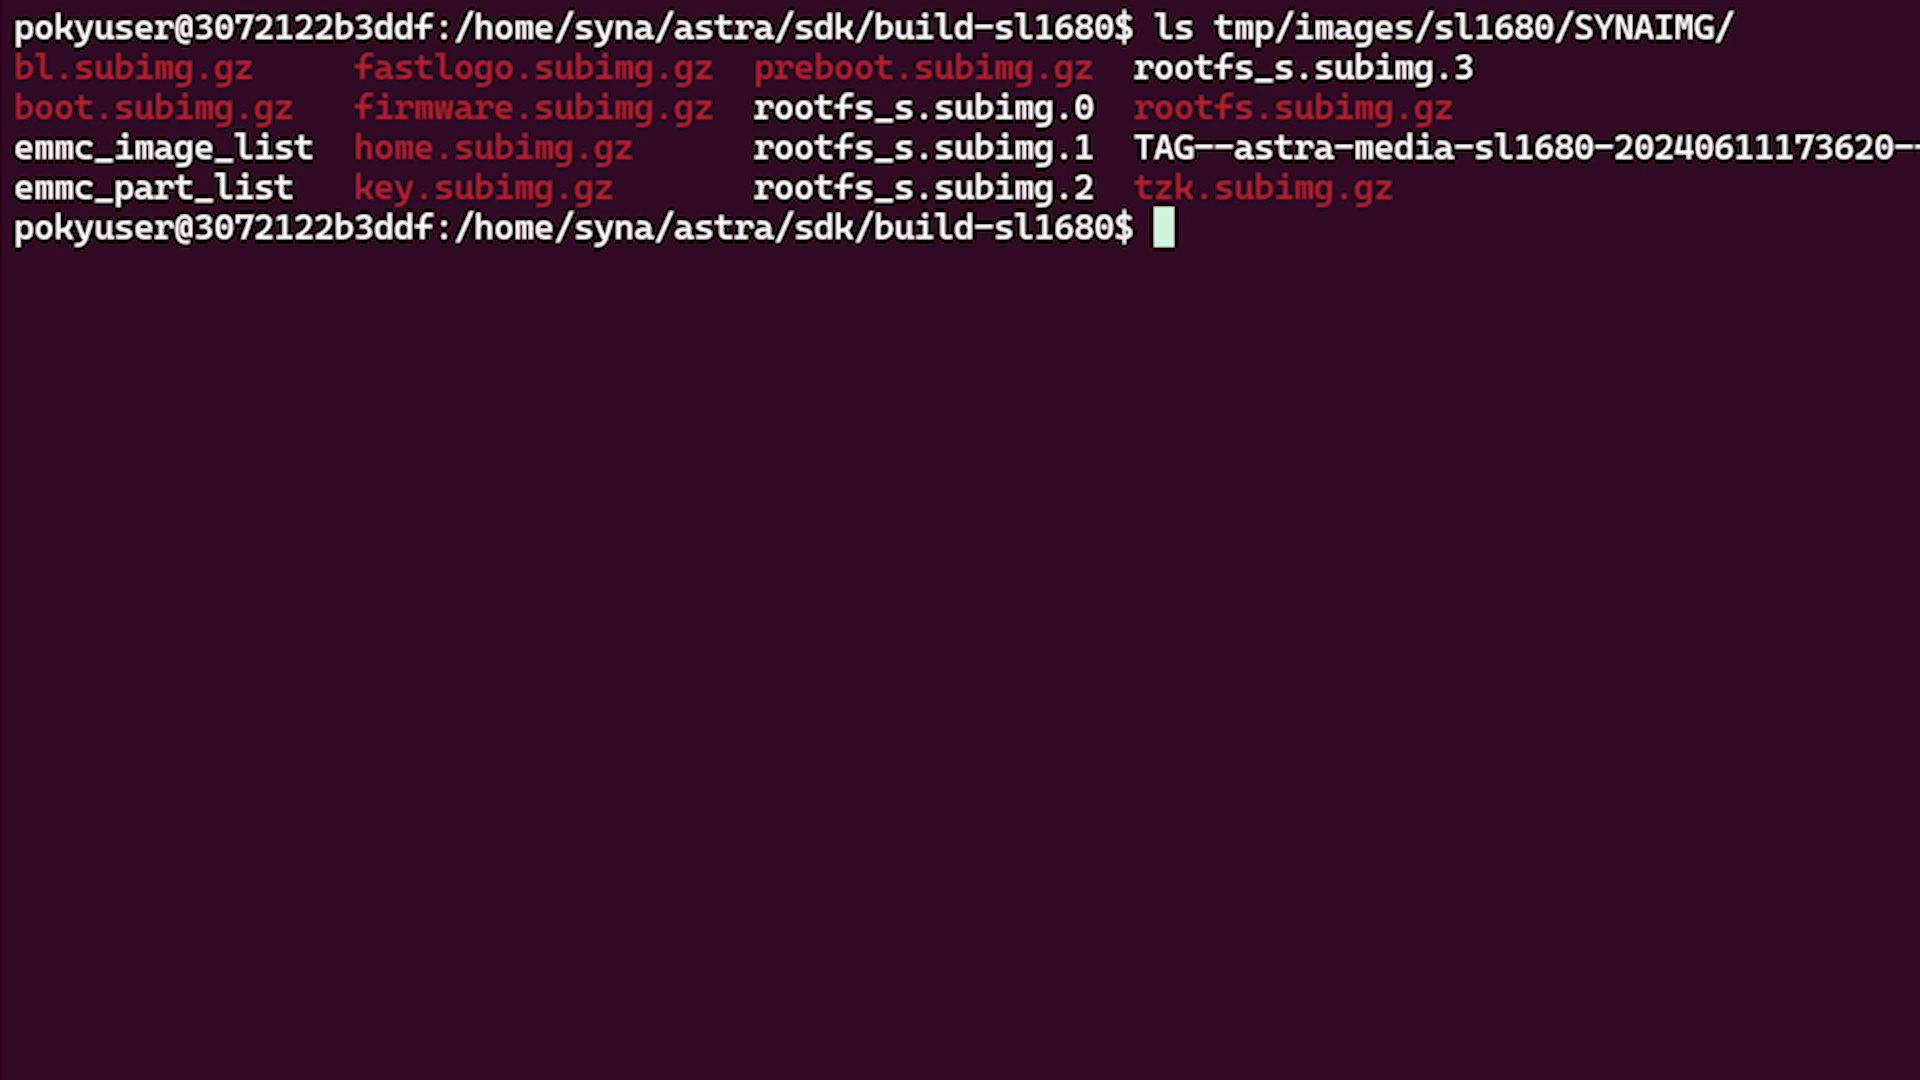 pokyuser@3072122b3ddf:/home/syna/astra/sdk/build-sl1680$ ls tmp/images/sl1680/SYNAIMG/
bl.subimg.gz fastlogo.subimg.gz preboot.subimg.gz rootfs_s.subimg.3
boot.subimg.gz firmware.subimg.gz rootfs_s.subimg.0 rootfs.subimg.gz
emmc_image_list home.subimg.gz rootfs_s.subimg.1 TAG--astra-media-sl1680-20240611173620--
emmc_part_list key.subimg.gz rootfs_s.subimg.2 tzk.subimg.gz
pokyuser@3072122b3ddf:/home/syna/astra/sdk/build-sl1680$